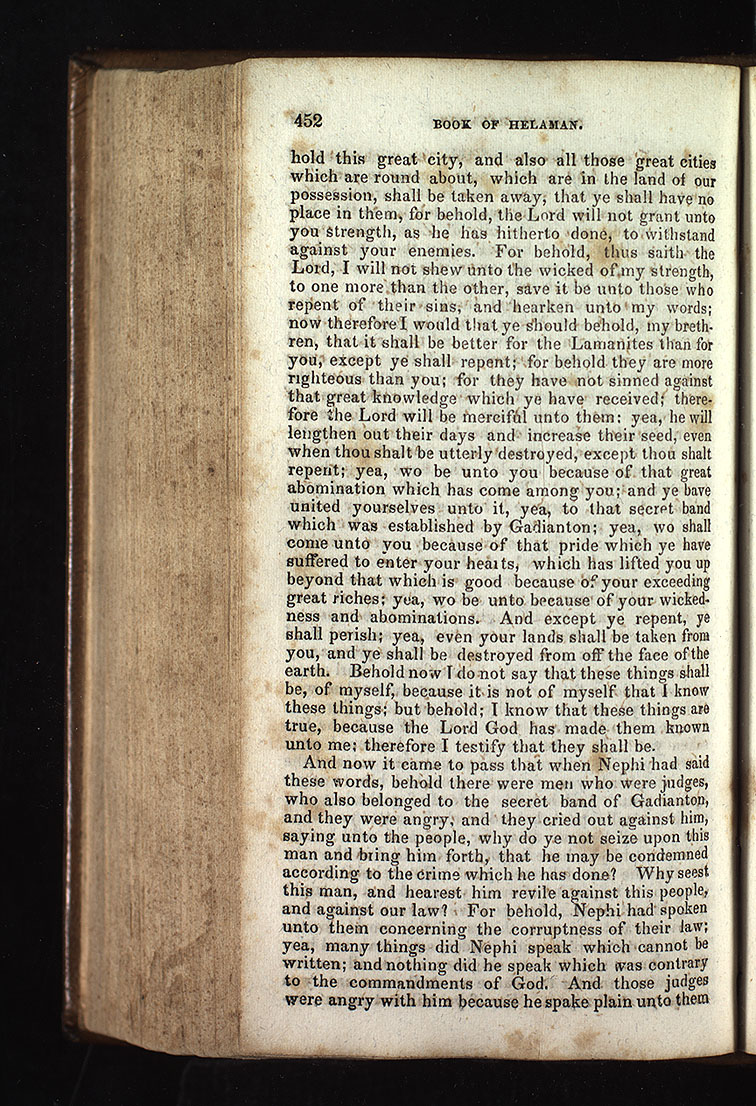 452
BOOK OF HELAMAN.
hold this great city, and also all those great cities
which are round about, which are in the land of our
possession, shall be taken away, that ye shall have no
place in them, for behold, the Lord will not grant unto
you strength, as he has hitherto done, to withstand
against your enemies. For behold, thus saith the
Lord, I will not shew unto the wicked of my strength,
to one more than the other, save it be unto those who
repent of their sins, and hearken unto my words;
now therefore I would that ye should behold, my breth-
ren, that it shall be better for the Lamanites than for
you, except ye shall repent; for behold they are more
righteous than you; for they have not sinned against
that great knowledge which ye have received; there-
fore the Lord will be merciful unto them: yea, he will
lengthen out their days and increase their seed, even
when thou shalt be utterly destroyed, except thou shalt
repent; yea, wo be unto you because of that great
abomination which has come among you; and ye have
united yourselves unto it, yea, to that secret band
which was established by Gadianton; yea, wo shall
come unto you because of that pride which ye have
suffered to enter your hearts, which has lifted you up
beyond that which is good because of your exceeding
great riches; yea, wo be unto because of your wicked-
ness and abominations. And except ye repent, ye
shall perish; yea, even your lands shall be taken from
you, and ye shall be destroyed from off the face of the
earth. Behold now I do not say that these things shall
be, of myself, because it is not of myself that I know
these things; but behold; I know that these things are
true, because the Lord God has made them known
unto me; therefore I testify that they shall be.
And now it came to pass that when Nephi had said
these words, behold there were men who were judges,
who also belonged to the secret band of Gadianton,
and they were angry, and they cried out against him,
saying unto the people, why do ye not seize upon this
man and bring him forth, that he may be condemned
according to the crime which he has done? Why seest
this man, and hearest him revile against this people,
and against our law? For behold, Nephi had spoken
unto them concerning the corruptness of their law;
yea, many things did Nephi speak which cannot be
written; and nothing did he speak which was contrary
to the commandments of God. And those judges
were angry with him because he spake plain unto them